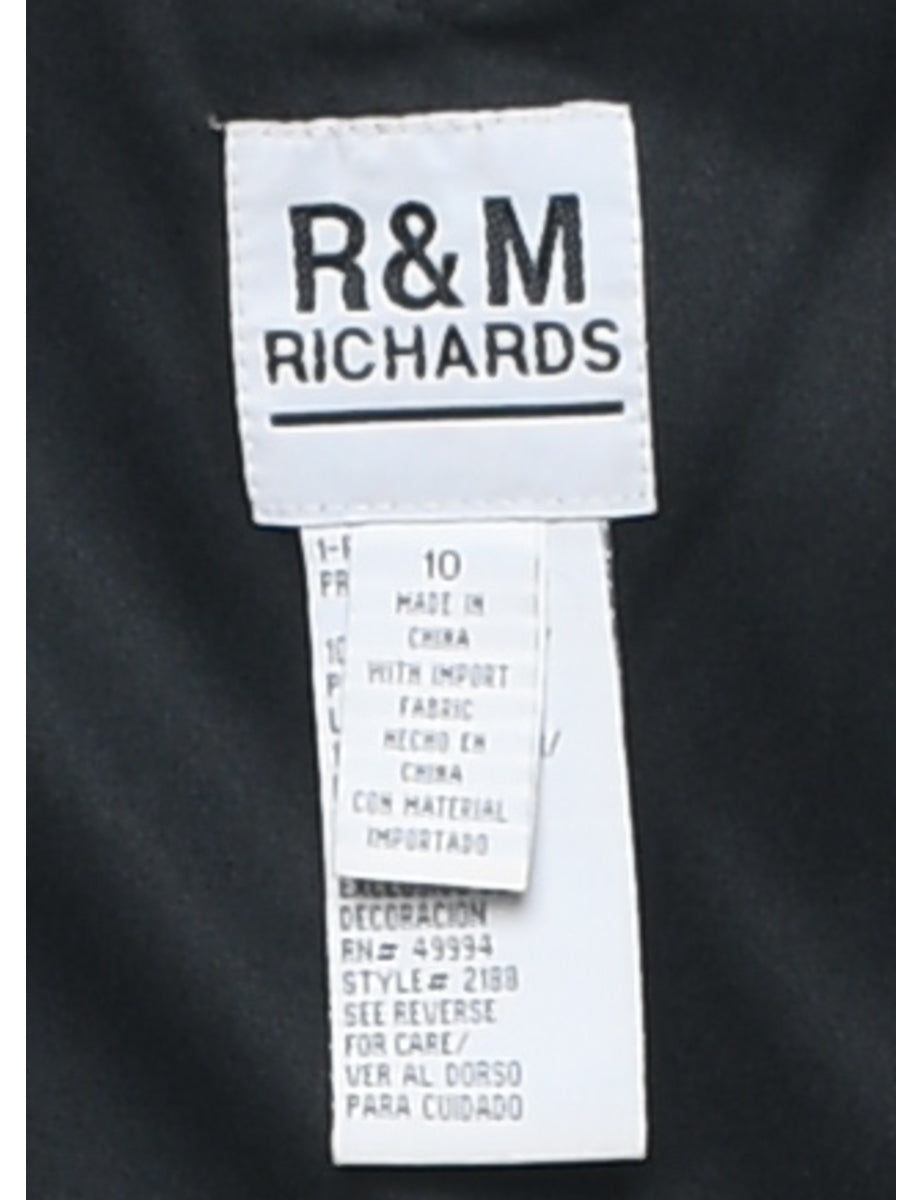 R&M
RICHARDS
10
MADE IN
CHINA
WITH IMPORT
FABRIC
HECHO EN
CHINA
CON MATERIAL
IMPORTADO
DECORACION
RN# 49994
STYLE# 2188
SEE REVERSE
FOR CARE/
VER AL DORSO
PARA CUIDADO